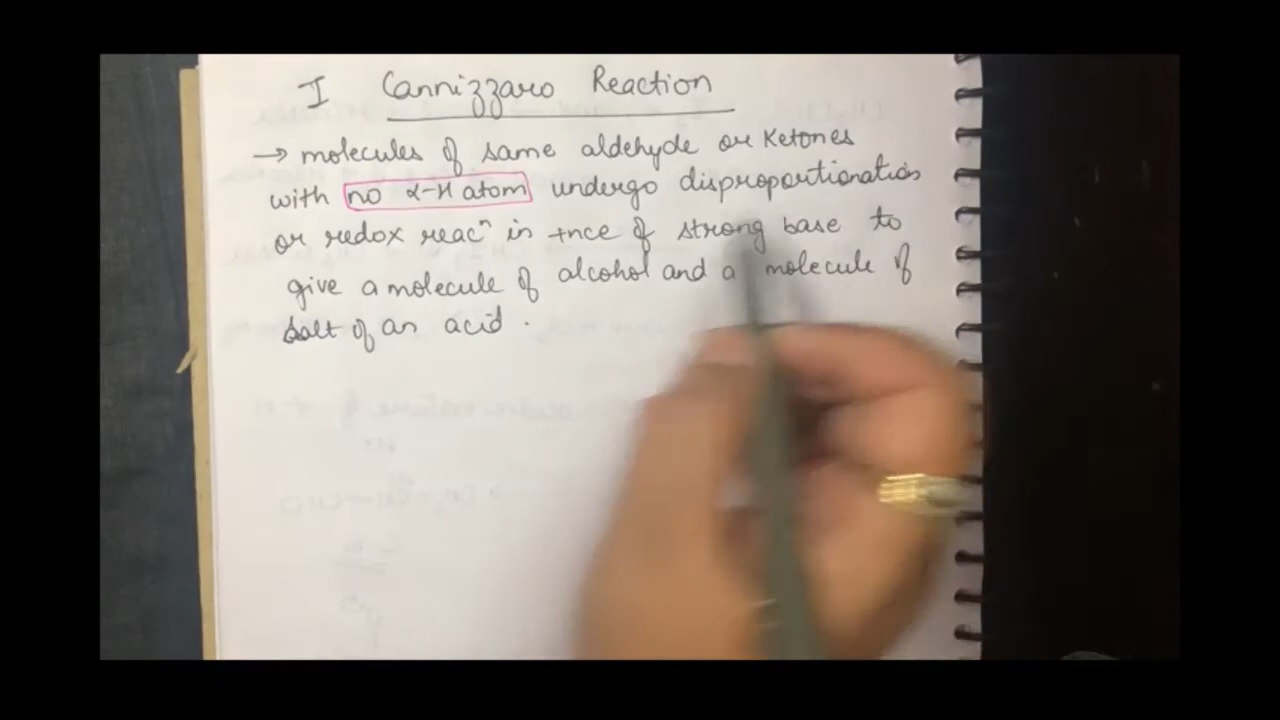 I Cannizzaro Reaction
→ molecules of same aldehyde or Ketones
with no α-H atom undergo disproportionation
or redox reacⁿ in +nce of strong base to
give a molecule of alcohol and a molecule of
salt of an acid .